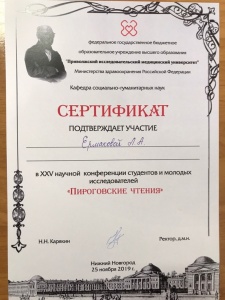 федеральное государственное бюджетное
образовательное учреждение высшего образования
"Приволжский исследовательский медицинский университет"
Министерства здравоохранения Российской Федерации
Кафедра социально-гуманитарных наук
СЕРТИФИКАТ
ПОДТВЕРЖДАЕТ УЧАСТИЕ
Ермаковой А.А.
в XXV научной конференции студентов и молодых
исследователей
«ПИРОГОВСКИЕ ЧТЕНИЯ»
Н.Н. Карякин
Ректор, д.м.н.
Нижний Новгород
25 ноября 2019 г.